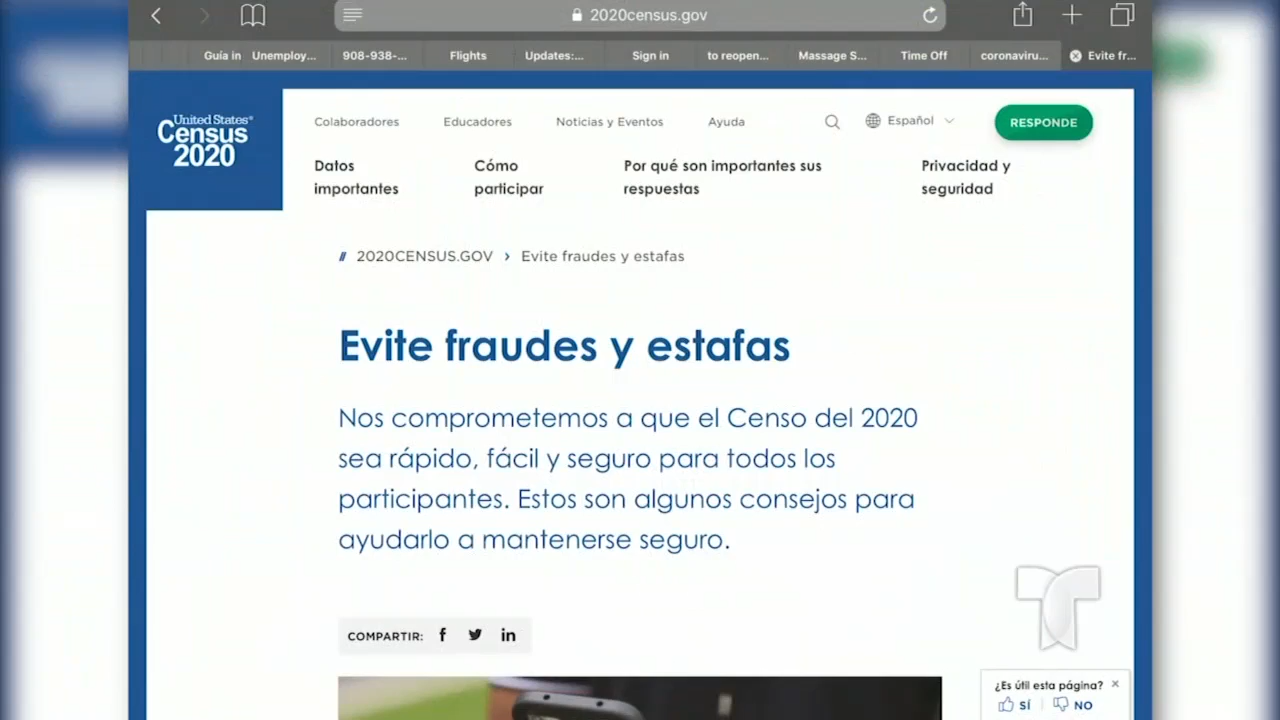 2020census.gov
Guía in Unemploy... 908-938-... Flights Updates:... Sign in to reopen... Massage S... Time Off coronaviru... Evite fr...
United States®
Census
2020
Colaboradores Educadores Noticias y Eventos Ayuda Español RESPONDE
Datos importantes Cómo participar Por qué son importantes sus respuestas Privacidad y seguridad
// 2020CENSUS.GOV > Evite fraudes y estafas
Evite fraudes y estafas
Nos comprometemos a que el Censo del 2020
sea rápido, fácil y seguro para todos los
participantes. Estos son algunos consejos para
ayudarlo a mantenerse seguro.
COMPARTIR: f in
¿Es útil esta página? ×
SÍ NO